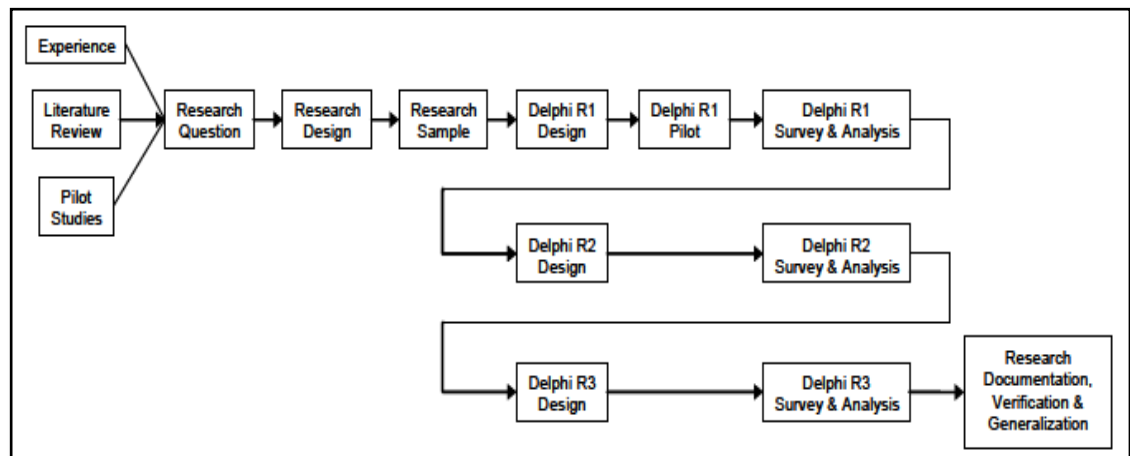 Experience
Literature
Review
Pilot
Studies
Research
Question
Research
Design
Research
Sample
Delphi R1
Design
Delphi R1
Pilot
Delphi R1
Survey & Analysis
Delphi R2
Design
Delphi R2
Survey & Analysis
Delphi R3
Design
Delphi R3
Survey & Analysis
Research
Documentation,
Verification &
Generalization